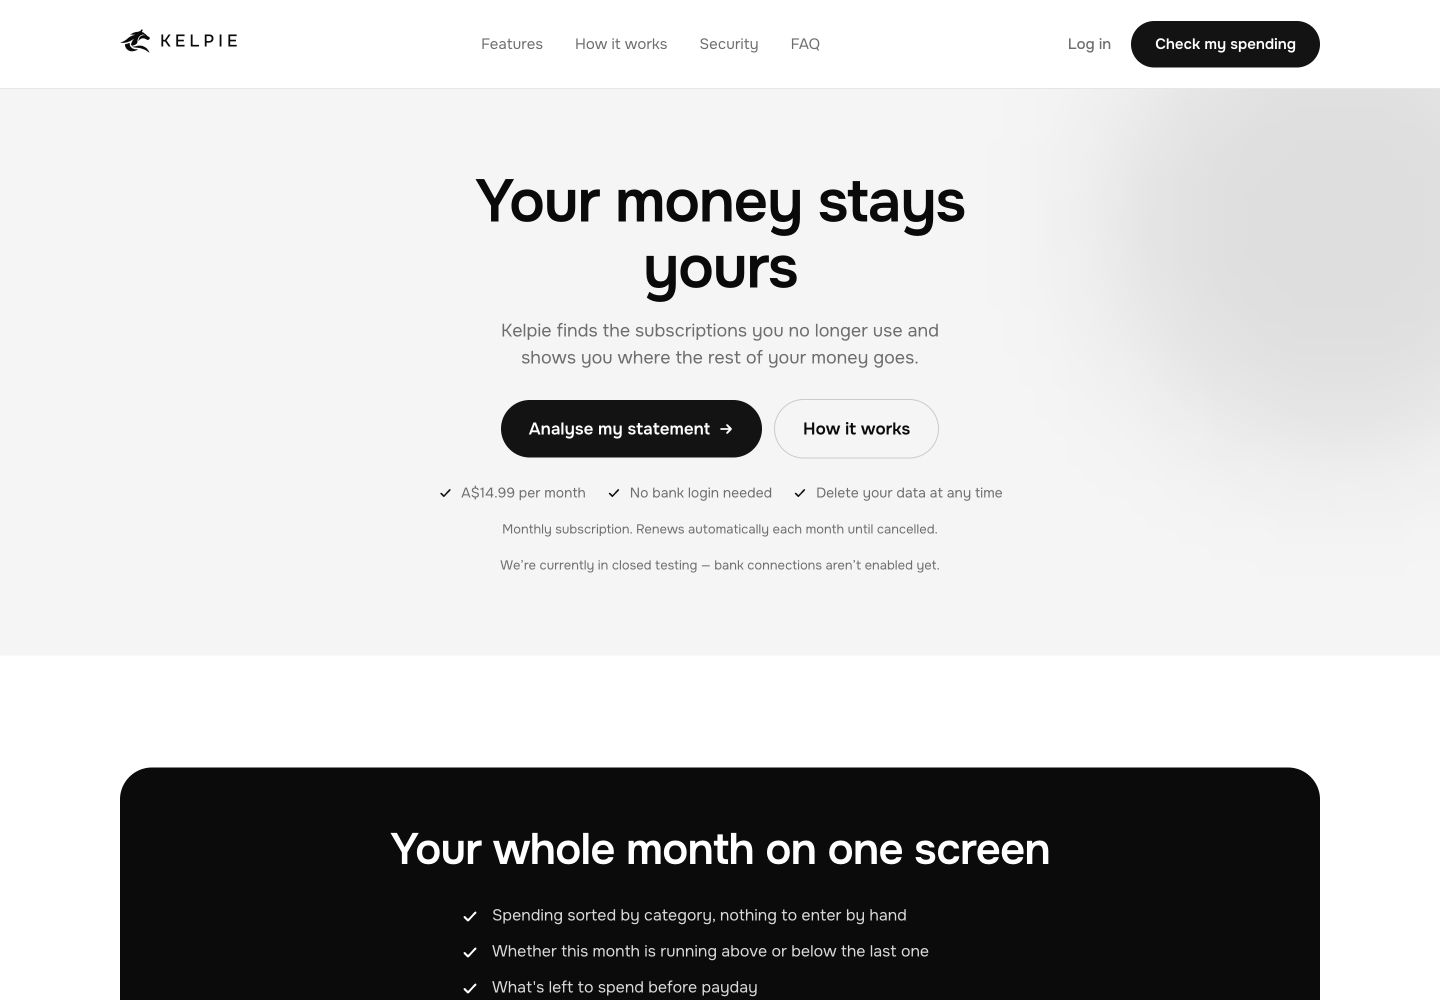 KELPIE
Features
How it works
Security
FAQ
Log in
Check my spending
Your money stays
yours
Kelpie finds the subscriptions you no longer use and
shows you where the rest of your money goes.
Analyse my statement →
How it works
A$14.99 per month
No bank login needed
Delete your data at any time
Monthly subscription. Renews automatically each month until cancelled.
We’re currently in closed testing — bank connections aren’t enabled yet.
Your whole month on one screen
Spending sorted by category, nothing to enter by hand
Whether this month is running above or below the last one
What's left to spend before payday